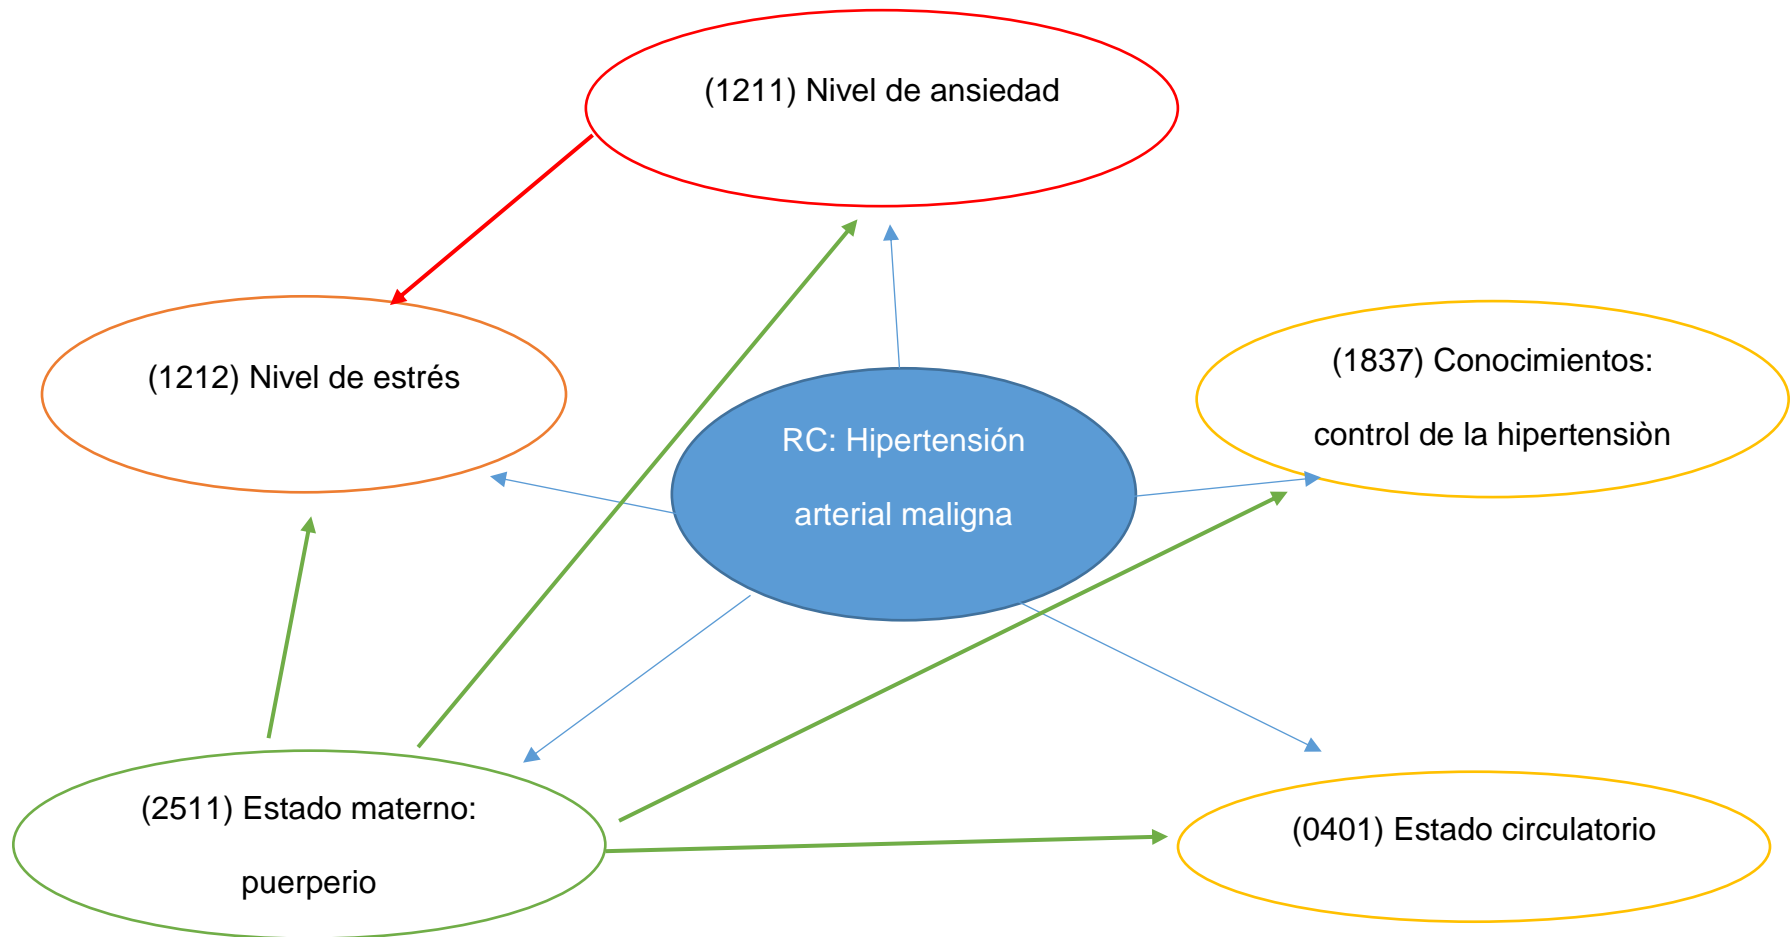 (1211) Nivel de ansiedad
(1212) Nivel de estrés
(1837) Conocimientos:
control de la hipertensiòn
RC: Hipertensión
arterial maligna
(2511) Estado materno:
puerperio
(0401) Estado circulatorio